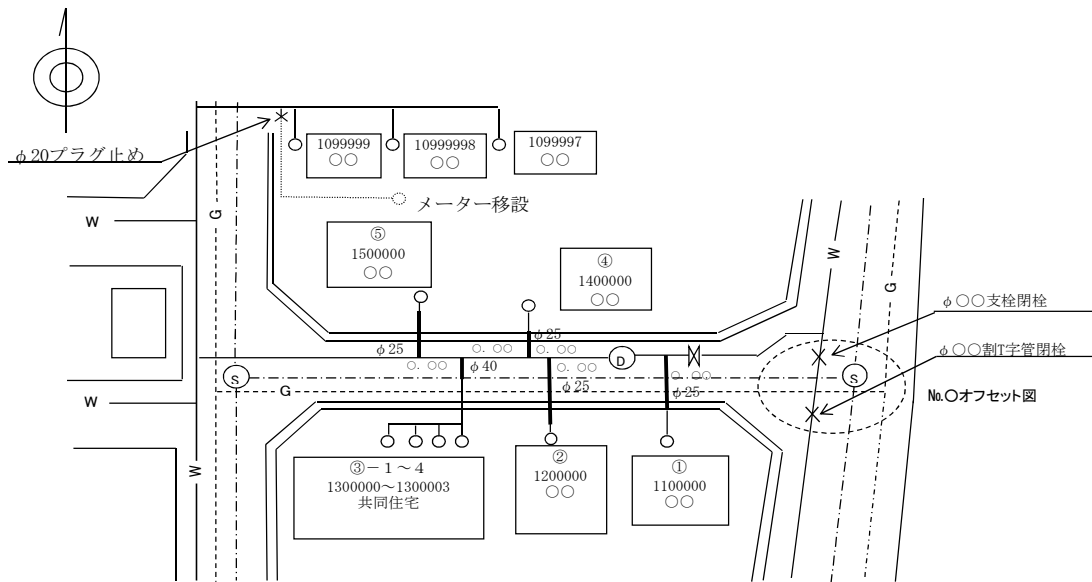 φ20プラグ止め
1099999
○○
10999998
○○
1099997
○○
メーター移設
G
W
W
⑤
1500000
○○
④
1400000
○○
W
G
φ○○支栓閉栓
φ○○割T字管閉栓
No.○オフセット図
φ25
φ25
○. ○○
○. ○○
○. ○○
φ40
D
○. ○○
○. ○○
φ25
φ25
S
G
S
W
③－1～4
1300000～1300003
共同住宅
②
1200000
○○
①
1100000
○○